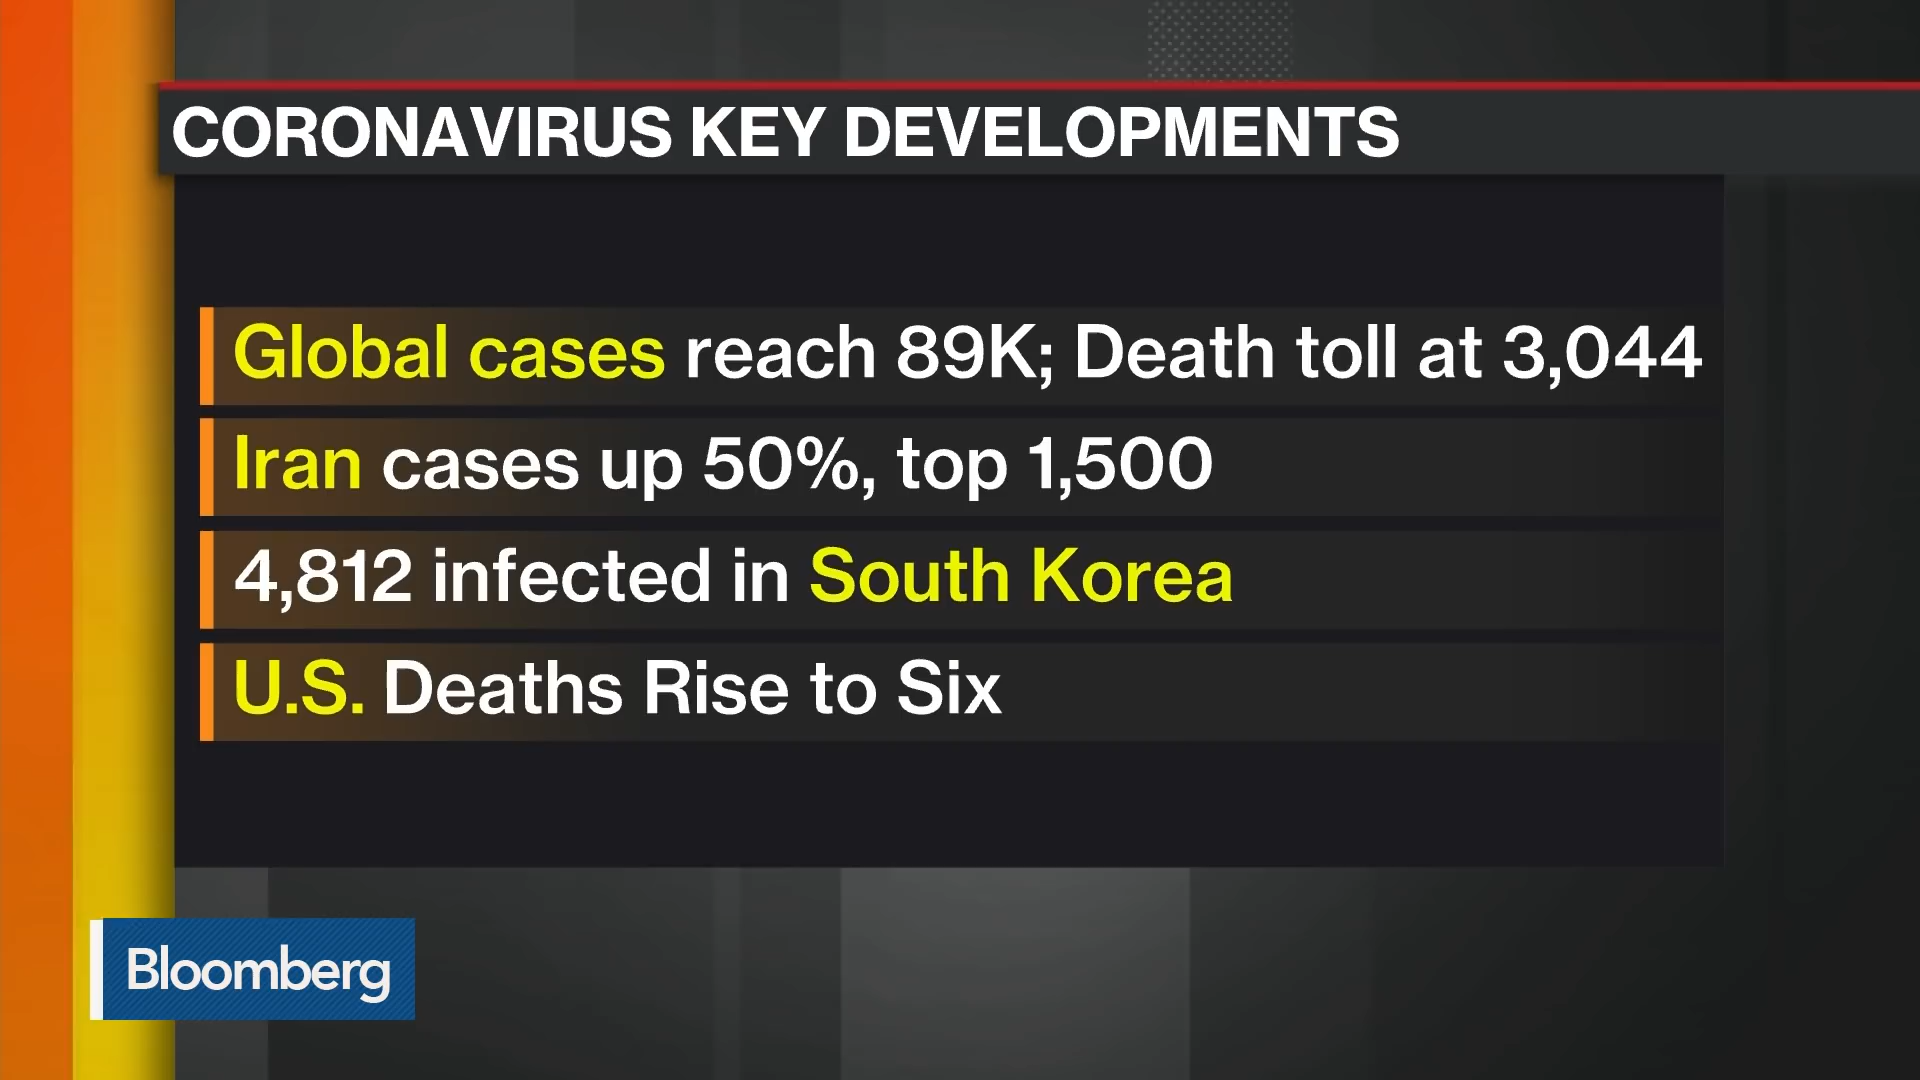 CORONAVIRUS KEY DEVELOPMENTS
Global cases reach 89K; Death toll at 3,044
Iran cases up 50%, top 1,500
4,812 infected in South Korea
U.S. Deaths Rise to Six
Bloomberg